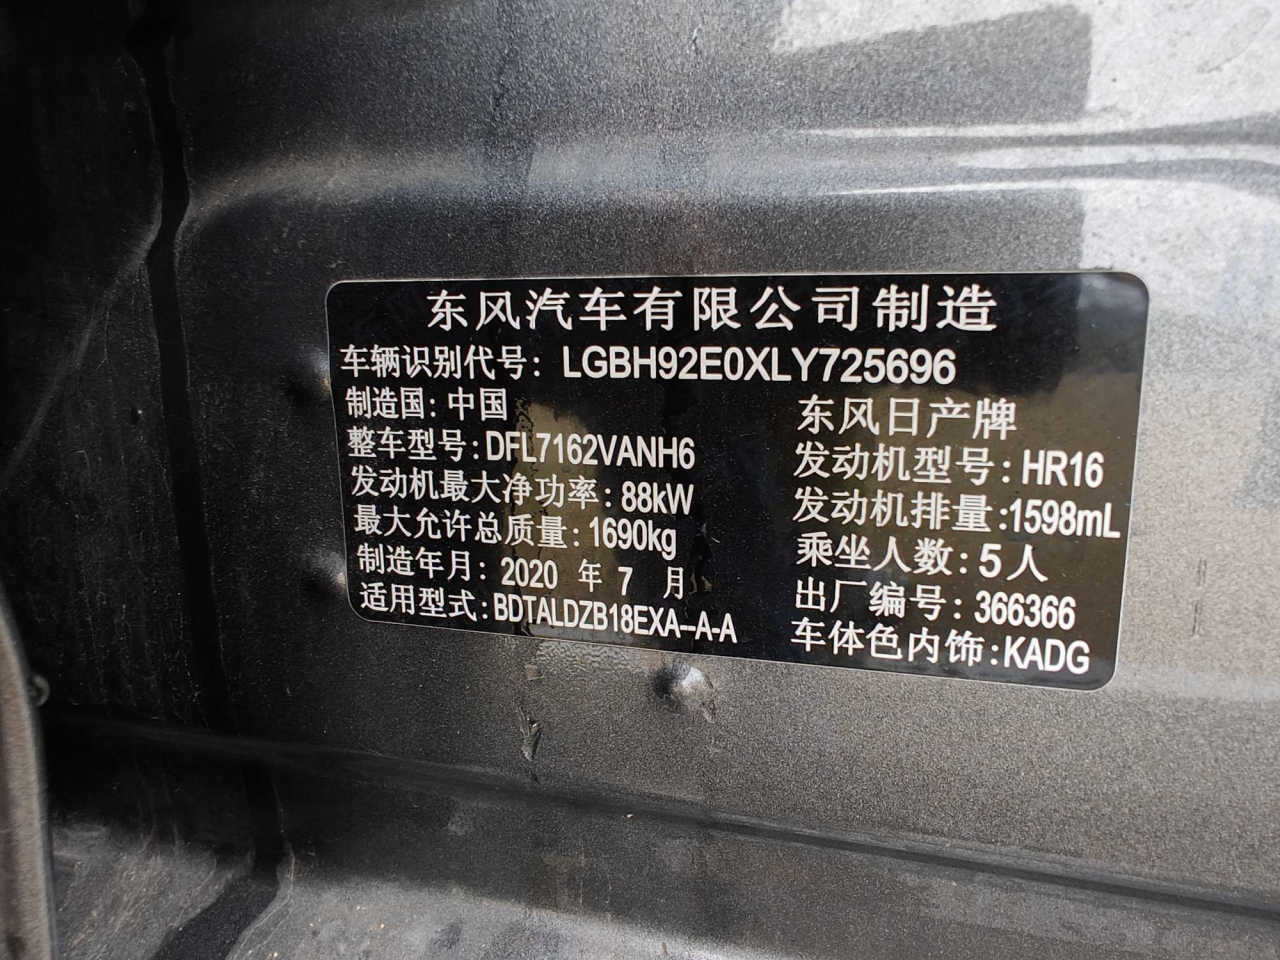 东风汽车有限公司制造
车辆识别代号: LGBH92E0XLY725696
制造国: 中国
东风日产牌
整车型号: DFL7162VANH6
发动机型号: HR16
发动机最大净功率: 88kW
发动机排量: 1598mL
最大允许总质量: 1690kg
乘坐人数: 5人
制造年月: 2020 年 7 月
出厂编号: 366366
适用型式: BDTALDZB18EXA--A-A
车体色内饰: KADG